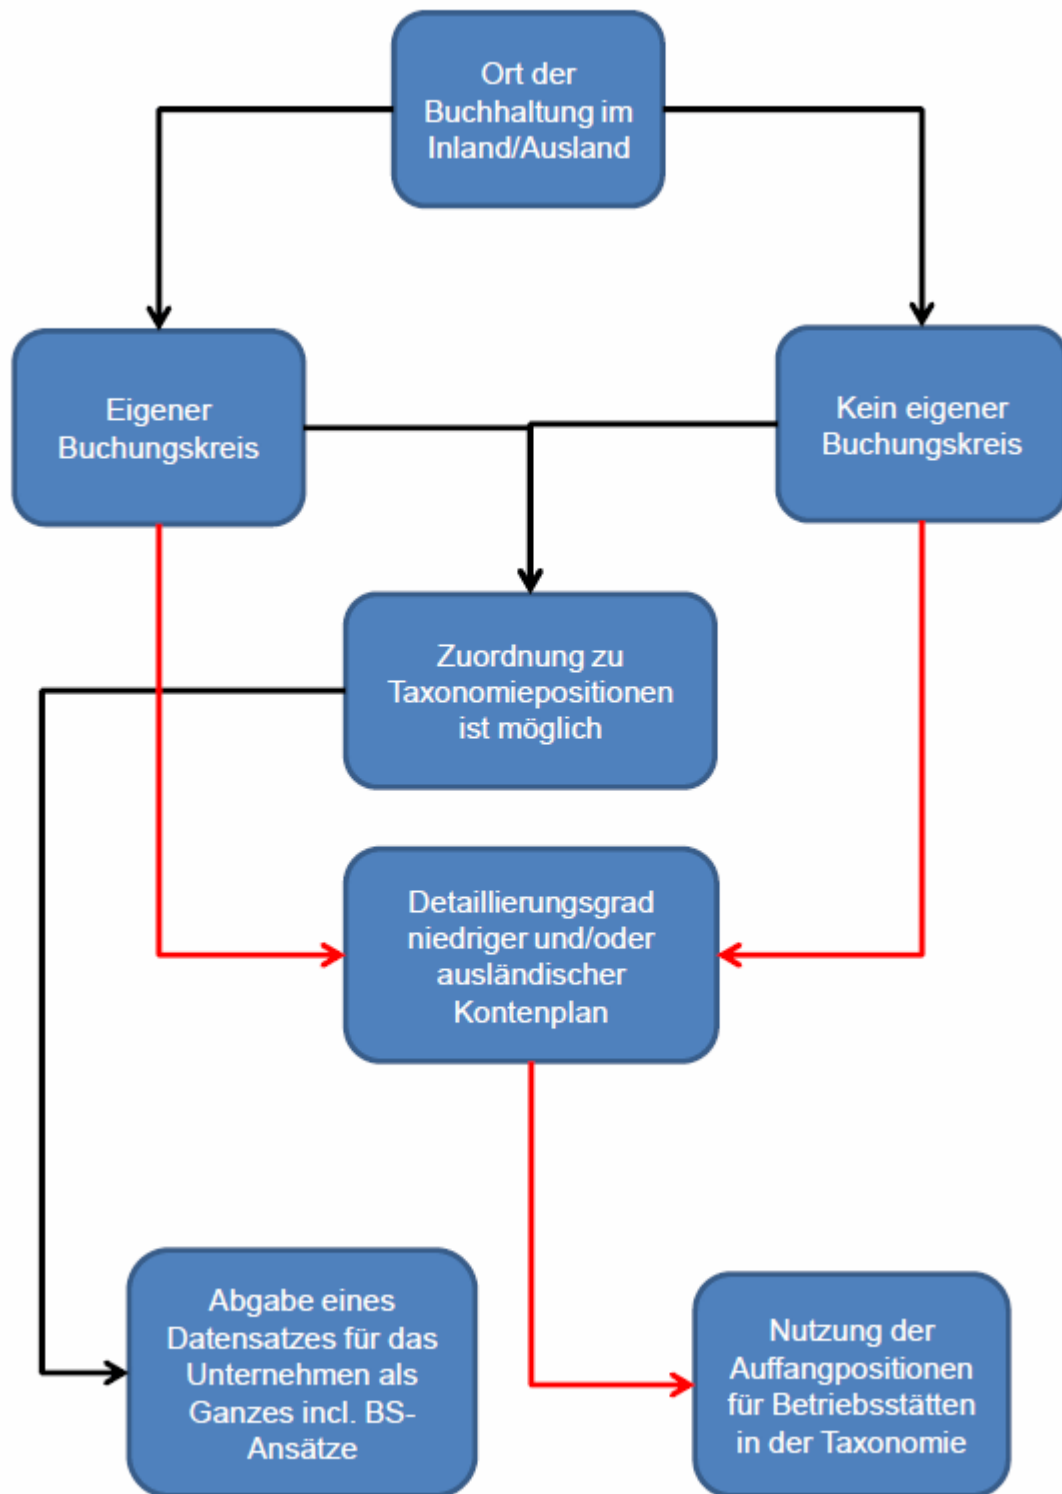 Ort der
Buchhaltung im
Inland/Ausland
Eigener
Buchungskreis
Kein eigener
Buchungskreis
Zuordnung zu
Taxonomiepositionen
ist möglich
Detaillierungsgrad
niedriger und/oder
ausländischer
Kontenplan
Abgabe eines
Datensatzes für das
Unternehmen als
Ganzes incl. BS-
Ansätze
Nutzung der
Auffangpositionen
für Betriebsstätten
in der Taxonomie